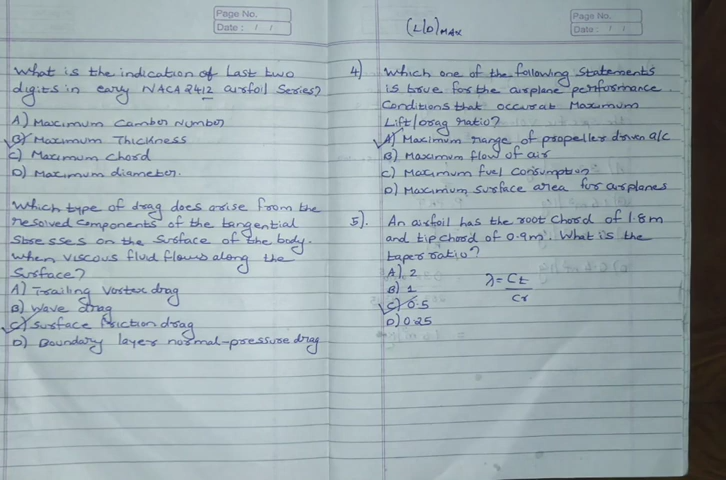 Page No.
Date : / /
What is the indication of Last two
digits in early NACA 2412 airfoil Series?
A) Maximum Camber Number
B) Maximum Thickness
C) Maximum chord
D) Maximum diameter.
Which type of drag does arise from the
resolved components of the tangential
Stresses on the Surface of the body.
when viscous fluid flows along the
Surface?
A) Trailing vortex drag
B) Wave drag
C) Surface friction drag
D) Boundary layer normal-pressure drag
(L/D)MAX
Page No.
Date : / /
4) Which one of the following Statements
is true for the airplane performance
Conditions that occur at Maximum
Lift/drag ratio?
A) Maximum range of propeller driven a/c
B) Maximum flow of air
C) Maximum fuel consumption
D) Maximum surface area for airplanes
5). An airfoil has the root chord of 1.8m
and tip chord of 0.9m. What is the
taper ratio?
A) 2
B) 1
C) 0.5
D) 0.25
λ = Ct
Cr